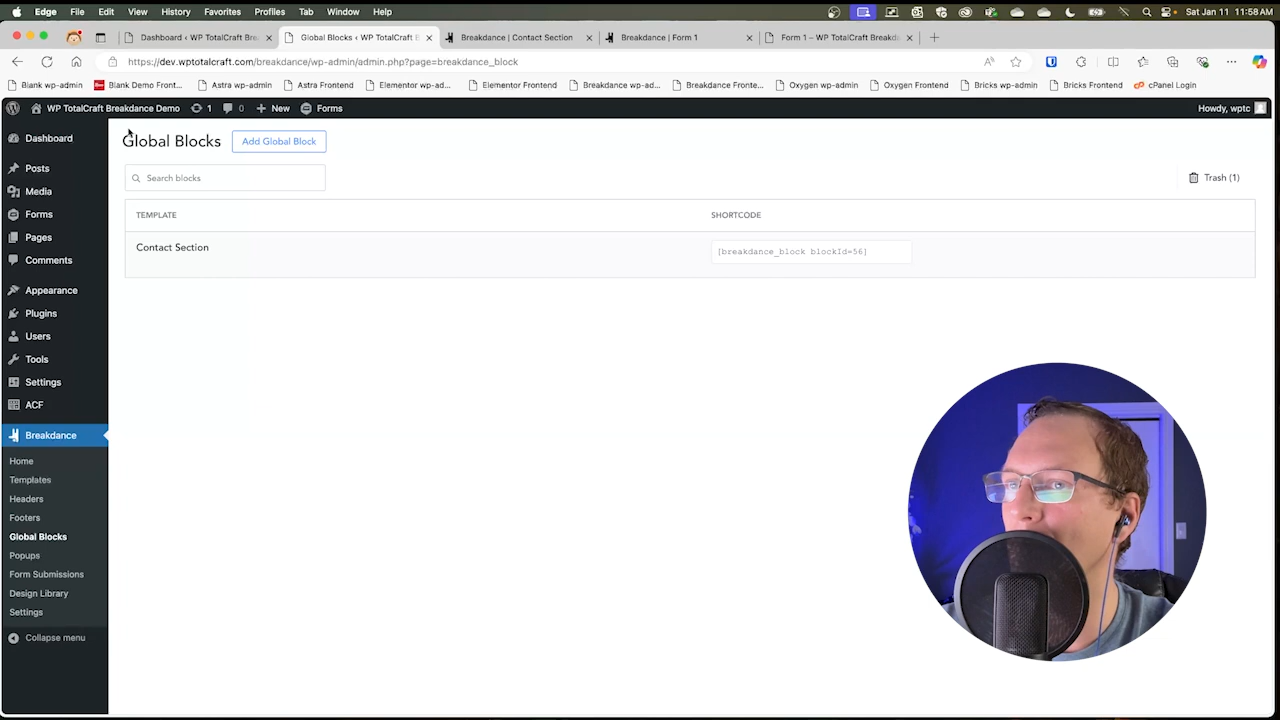 Edge File Edit View History Favorites Profiles Tab Window Help Sat Jan 11 11:58 AM
Dashboard ‹ WP TotalCraft Bre
Global Blocks ‹ WP TotalCraft B
Breakdance | Contact Section
Breakdance | Form 1
Form 1 – WP TotalCraft Breakd
https://dev.wptotalcraft.com/breakdance/wp-admin/admin.php?page=breakdance_block
Blank wp-admin
Blank Demo Front...
Astra wp-admin
Astra Frontend
Elementor wp-ad...
Elementor Frontend
Breakdance wp-ad...
Breakdance Fronte...
Oxygen wp-admin
Oxygen Frontend
Bricks wp-admin
Bricks Frontend
cPanel Login
WP TotalCraft Breakdance Demo 1 0 New Forms Howdy, wptc
Dashboard
Posts
Media
Forms
Pages
Comments
Appearance
Plugins
Users
Tools
Settings
ACF
Breakdance
Home
Templates
Headers
Footers
Global Blocks
Popups
Form Submissions
Design Library
Settings
Collapse menu
Global Blocks Add Global Block
Search blocks
Trash (1)
TEMPLATE SHORTCODE
Contact Section [breakdance_block blockId=56]